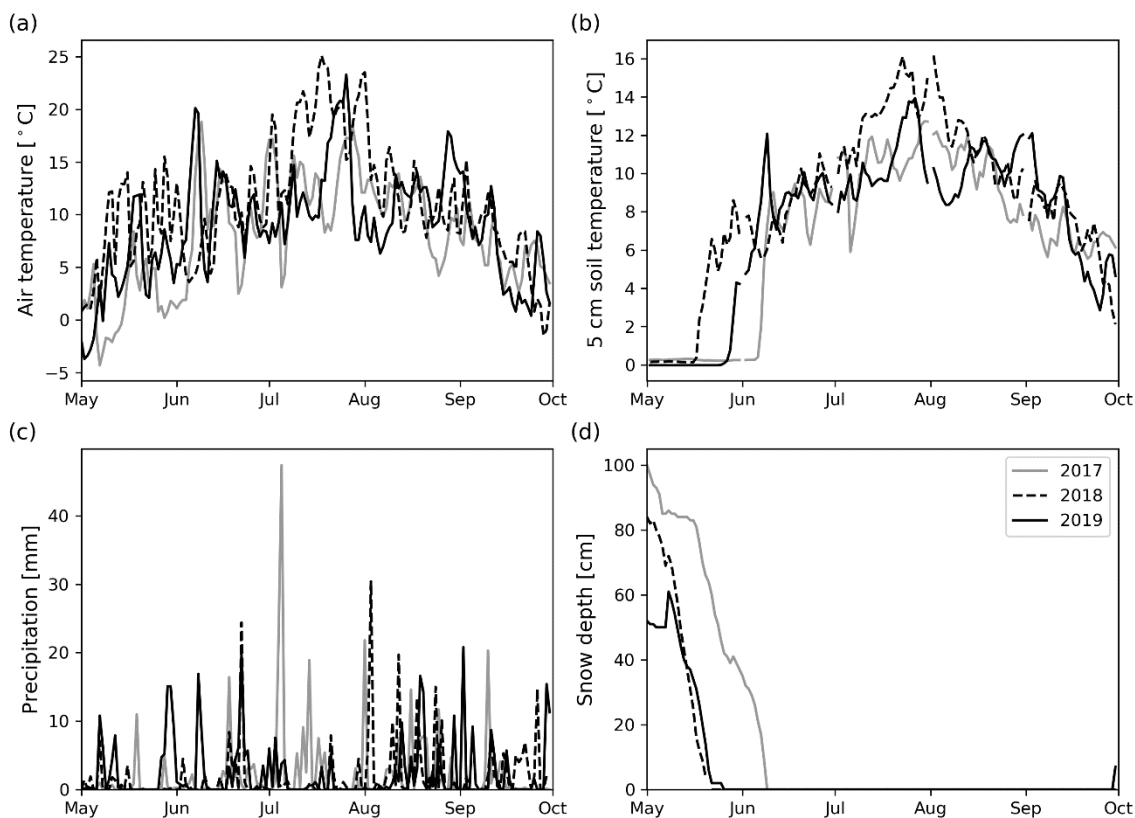 (a)
25
20
15
10
5
0
−5
Air temperature [°C]
May Jun Jul Aug Sep Oct
(b)
16
14
12
10
8
6
4
2
0
5 cm soil temperature [°C]
May Jun Jul Aug Sep Oct
(c)
40
30
20
10
0
Precipitation [mm]
May Jun Jul Aug Sep Oct
(d)
100
80
60
40
20
0
Snow depth [cm]
2017
2018
2019
May Jun Jul Aug Sep Oct